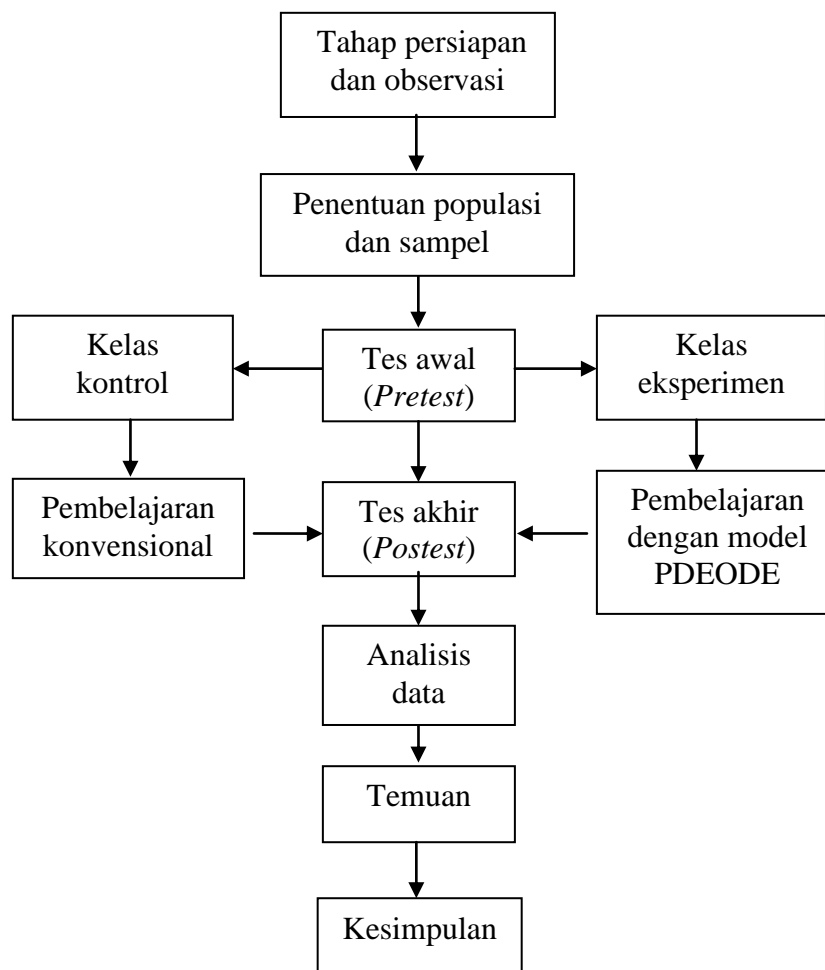 Tahap persiapan
dan observasi
Penentuan populasi
dan sampel
Kelas
kontrol
Tes awal
(Pretest)
Kelas
eksperimen
Pembelajaran
konvensional
Tes akhir
(Postest)
Pembelajaran
dengan model
PDEODE
Analisis
data
Temuan
Kesimpulan